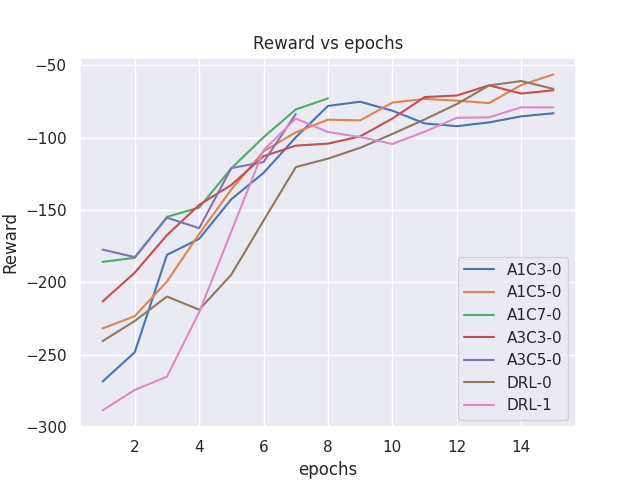 Reward vs epochs
Reward
−50
−100
−150
−200
−250
−300
2
4
6
8
10
12
14
epochs
A1C3-0
A1C5-0
A1C7-0
A3C3-0
A3C5-0
DRL-0
DRL-1